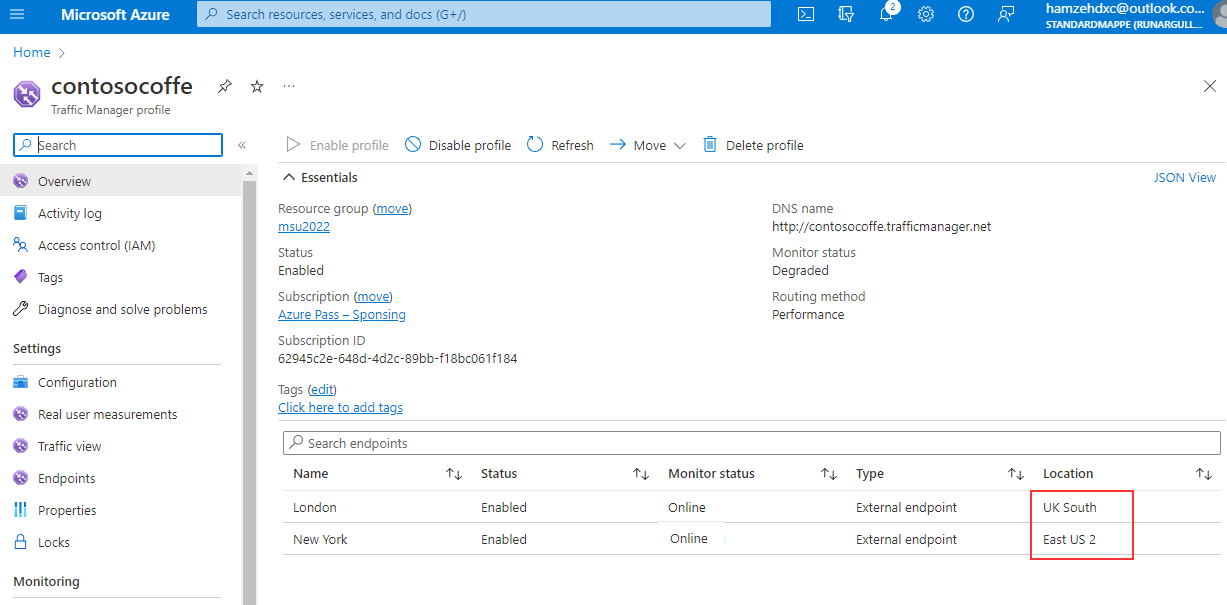 Microsoft Azure
Search resources, services, and docs (G+/)
2
hamzehdxc@outlook.co...
STANDARDMAPPE (RUNARGULL...
Home
contosocoffe
Traffic Manager profile
Search
Overview
Activity log
Access control (IAM)
Tags
Diagnose and solve problems
Settings
Configuration
Real user measurements
Traffic view
Endpoints
Properties
Locks
Monitoring
Enable profile Disable profile Refresh Move Delete profile
Essentials
JSON View
Resource group (move)
msu2022
Status
Enabled
Subscription (move)
Azure Pass – Sponsing
Subscription ID
62945c2e-648d-4d2c-89bb-f18bc061f184
DNS name
http://contosocoffe.trafficmanager.net
Monitor status
Degraded
Routing method
Performance
Tags (edit)
Click here to add tags
Search endpoints
Name Status Monitor status Type Location
London Enabled Online External endpoint UK South
New York Enabled Online External endpoint East US 2